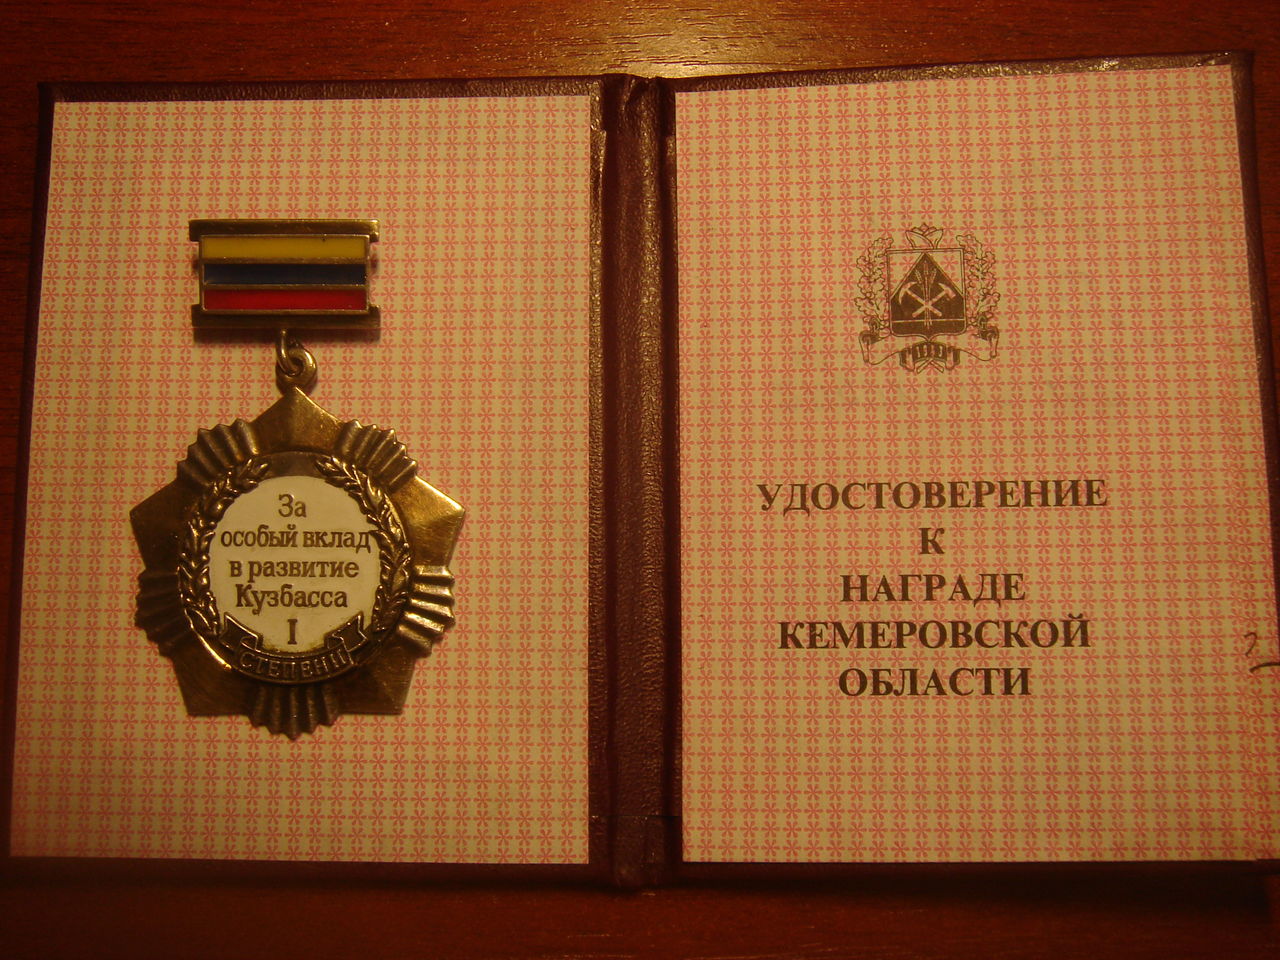 За
особый вклад
в развитие
Кузбасса
I
СТЕПЕНИ
УДОСТОВЕРЕНИЕ
К
НАГРАДЕ
КЕМЕРОВСКОЙ
ОБЛАСТИ